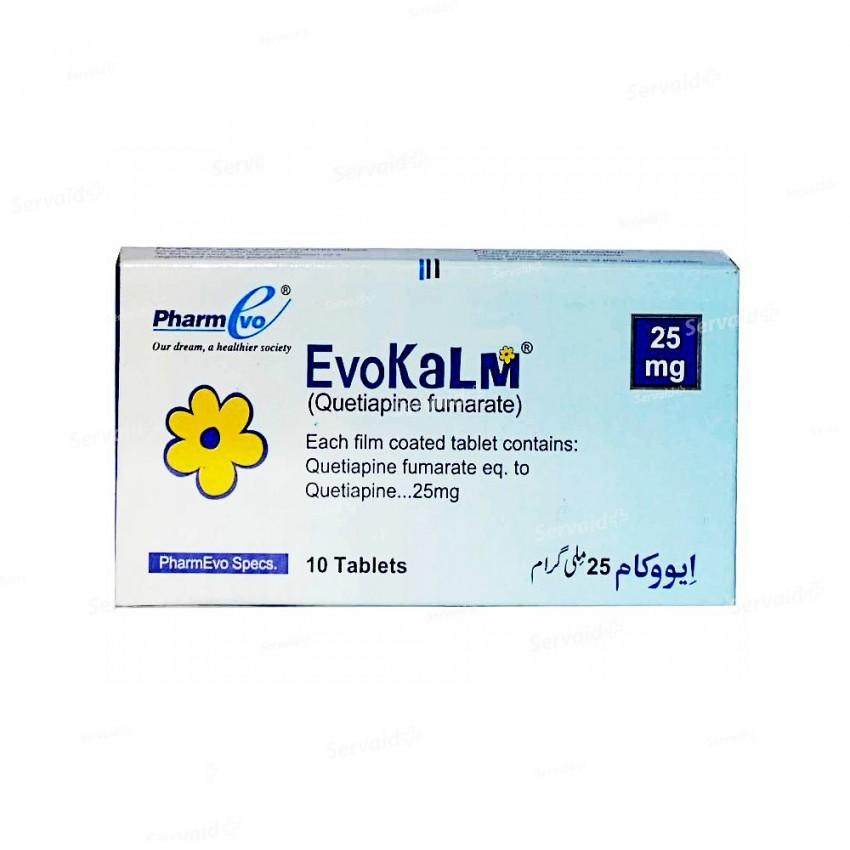 PharmEvo®
Our dream, a healthier society
EvoKaLM®
(Quetiapine fumarate)
25
mg
Each film coated tablet contains:
Quetiapine fumarate eq. to
Quetiapine...25mg
PharmEvo Specs.
10 Tablets
ایووکام 25 ملی گرام
Servaid